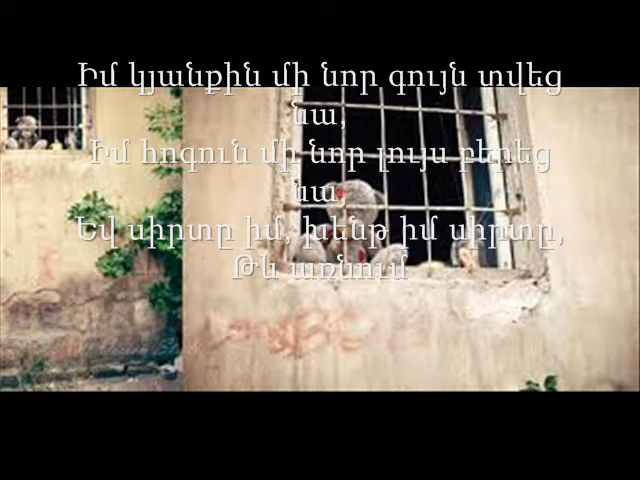 Իմ կյանքին մի նոր գույն տվեց
նա,
Իմ հոգուն մի նոր լույս բերեց
նա,
Եվ սիրտը իմ, խենթ իմ սիրտը,
Թև առնում